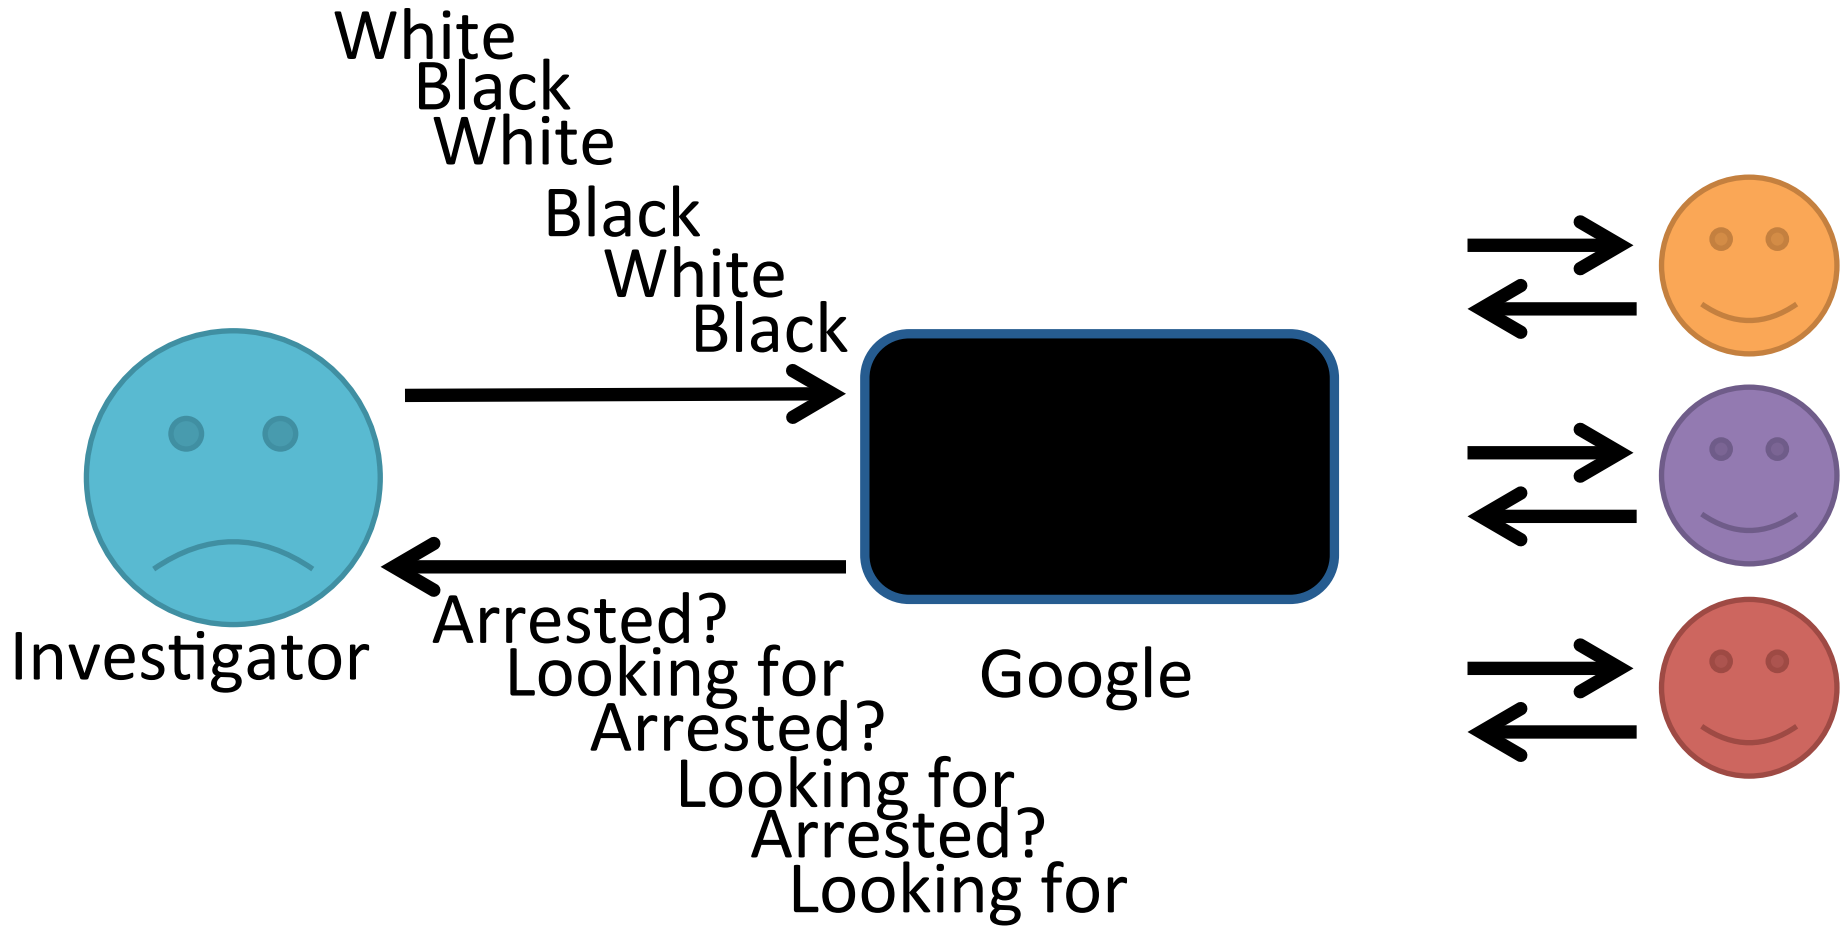 White
Black
White
Black
White
Black
Investigator
Arrested?
Looking for
Arrested?
Looking for
Arrested?
Looking for
Google